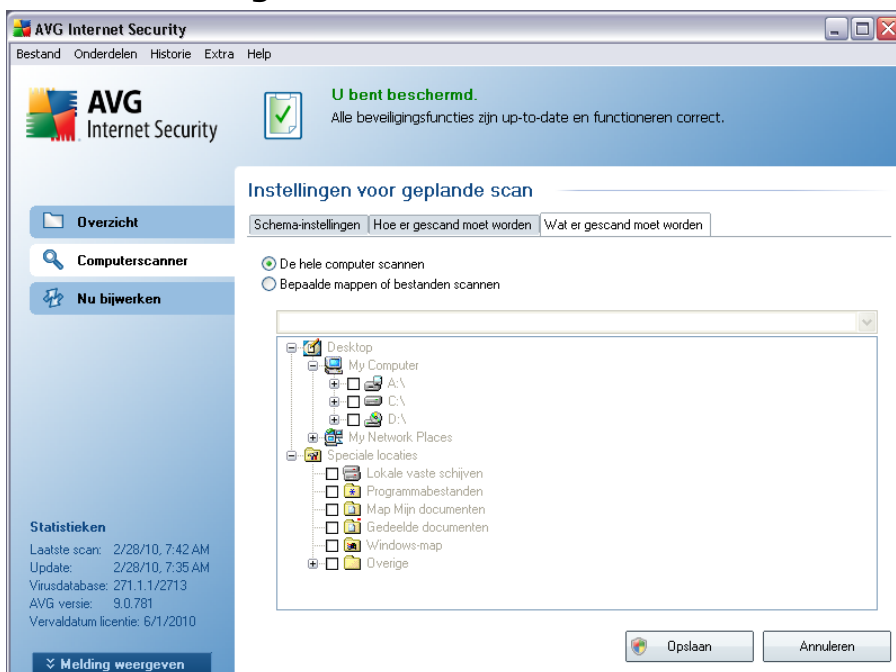 AVG Internet Security
Bestand Onderdelen Historie Extra Help
AVG
Internet Security
U bent beschermd.
Alle beveiligingsfuncties zijn up-to-date en functioneren correct.
Instellingen voor geplande scan
Overzicht
Computerscanner
Nu bijwerken
Schema-instellingen Hoe er gescand moet worden Wat er gescand moet worden
De hele computer scannen
Bepaalde mappen of bestanden scannen
Desktop
My Computer
A:\
C:\
D:\
My Network Places
Speciale locaties
Lokale vaste schijven
Programmabestanden
Map Mijn documenten
Gedeelde documenten
Windows-map
Overige
Statistieken
Laatste scan: 2/28/10, 7:42 AM
Update: 2/28/10, 7:35 AM
Virusdatabase: 271.1.1/2713
AVG versie: 9.0.781
Vervaldatum licentie: 6/1/2010
Melding weergeven
Opslaan Annuleren